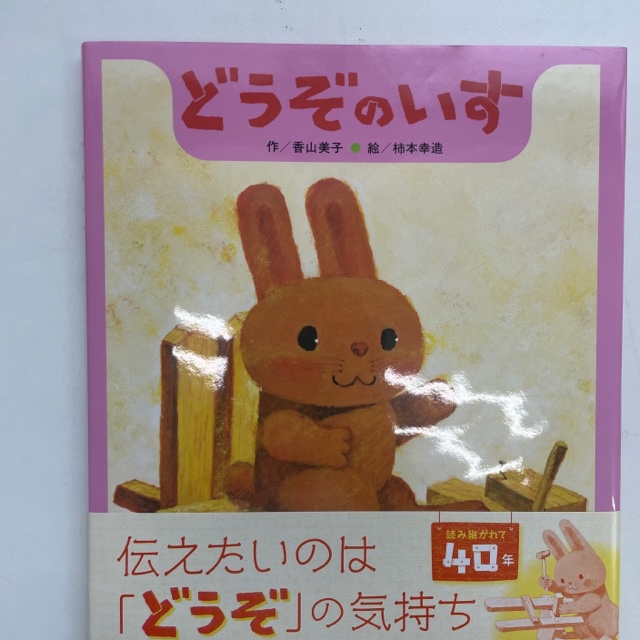 どうぞのいす
作／香山美子 ● 絵／柿本幸造
読み継がれて
40年
伝えたいのは
「どうぞ」の気持ち